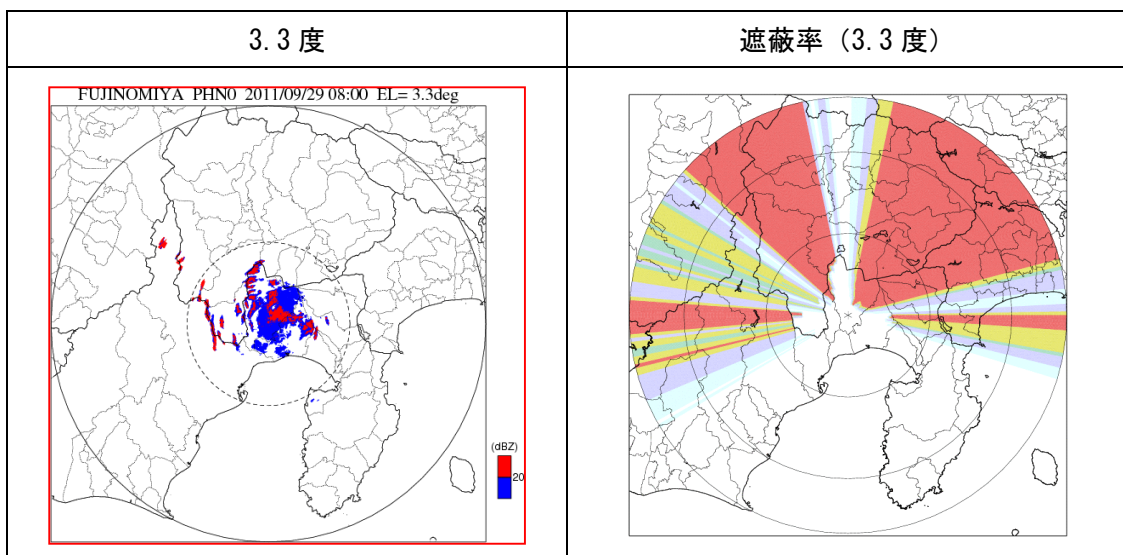 3.3度
遮蔽率（3.3度）
FUJINOMIYA PHN0 2011/09/29 08:00 EL= 3.3deg
(dBZ)
20